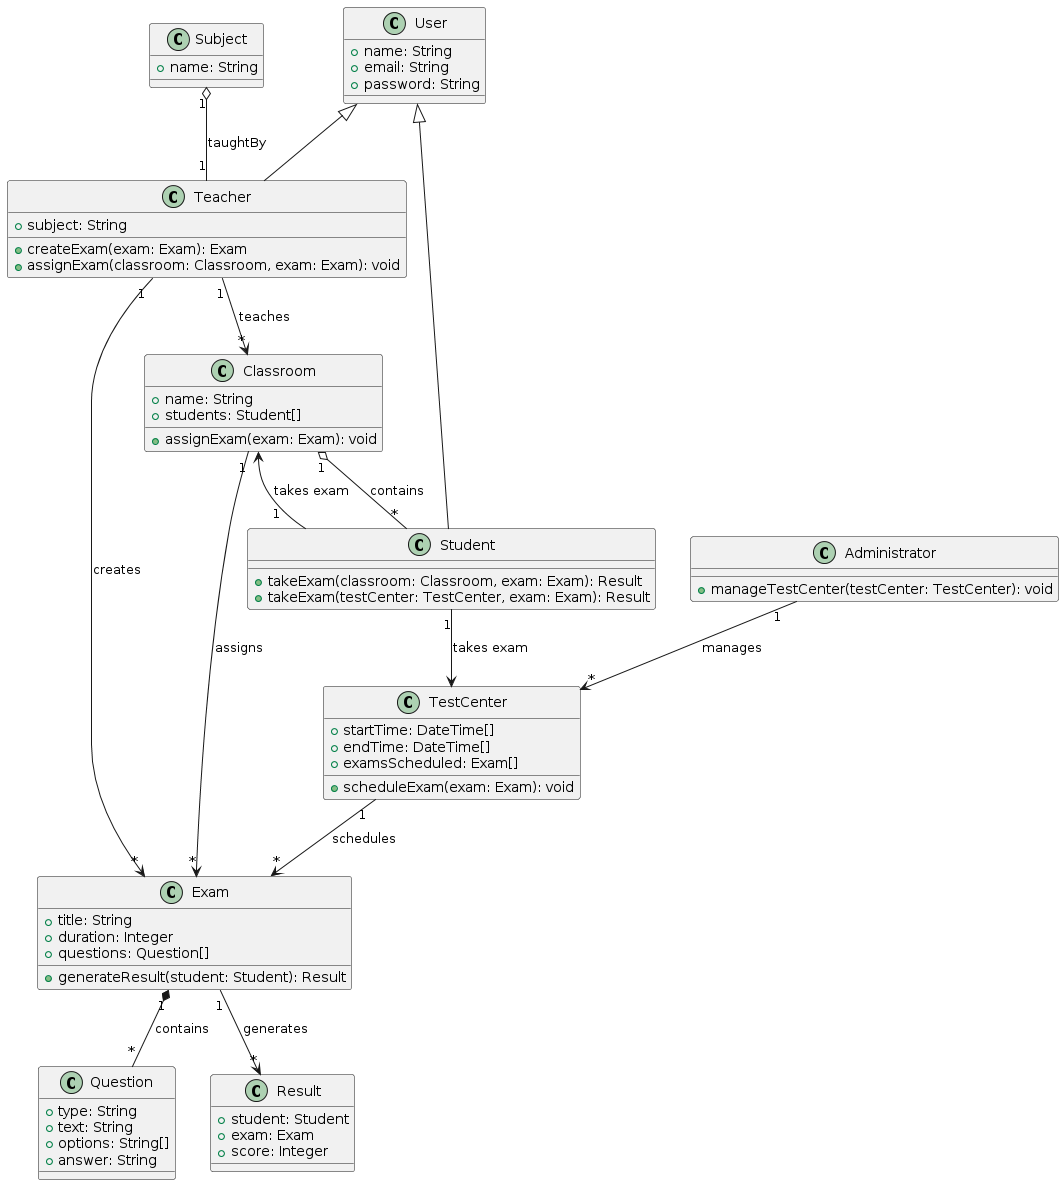 C Subject
name: String
C User
name: String
email: String
password: String
1
taughtBy
1
C Teacher
subject: String
createExam(exam: Exam): Exam
assignExam(classroom: Classroom, exam: Exam): void
1
1
teaches
*
C Classroom
name: String
students: Student[]
assignExam(exam: Exam): void
1
1
takes exam
contains
1
*
C Student
takeExam(classroom: Classroom, exam: Exam): Result
takeExam(testCenter: TestCenter, exam: Exam): Result
C Administrator
manageTestCenter(testCenter: TestCenter): void
creates
assigns
1
takes exam
1
manages
*
C TestCenter
startTime: DateTime[]
endTime: DateTime[]
examsScheduled: Exam[]
scheduleExam(exam: Exam): void
1
schedules
*
*
*
C Exam
title: String
duration: Integer
questions: Question[]
generateResult(student: Student): Result
1
1
contains
generates
*
*
C Question
type: String
text: String
options: String[]
answer: String
C Result
student: Student
exam: Exam
score: Integer